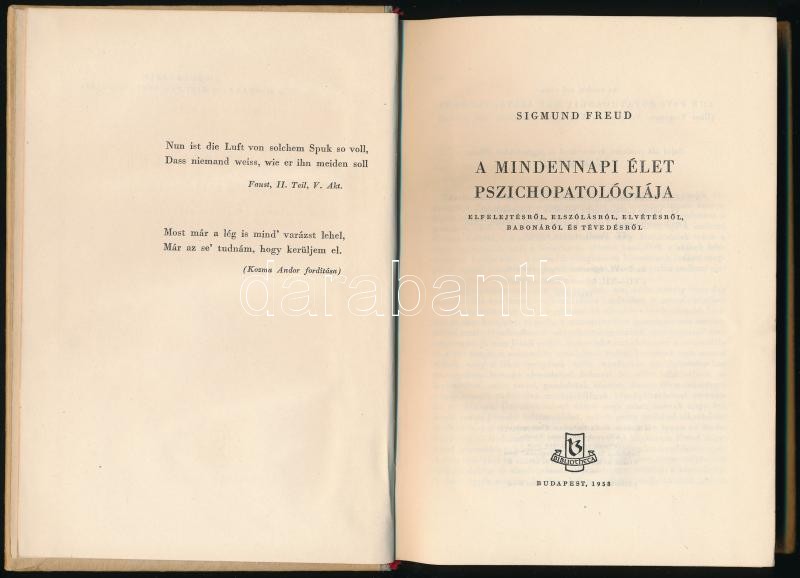 Nun ist die Luft von solchem Spuk so voll,
Dass niemand weiss, wie er ihn meiden soll
Faust, II. Teil, V. Akt.
Most már a lég is mind' varázst lehel,
Már az se' tudnám, hogy kerüljem el.
(Kozma Andor fordítása)
SIGMUND FREUD
A MINDENNAPI ÉLET
PSZICHOPATOLÓGIÁJA
ELFELEJTÉSRŐL, ELSZÓLÁSRÓL, ELVÉTÉSRŐL,
BABONÁRÓL ÉS TÉVEDÉSRŐL
B
BIBLIOTHECA
BUDAPEST, 1958
darabanth